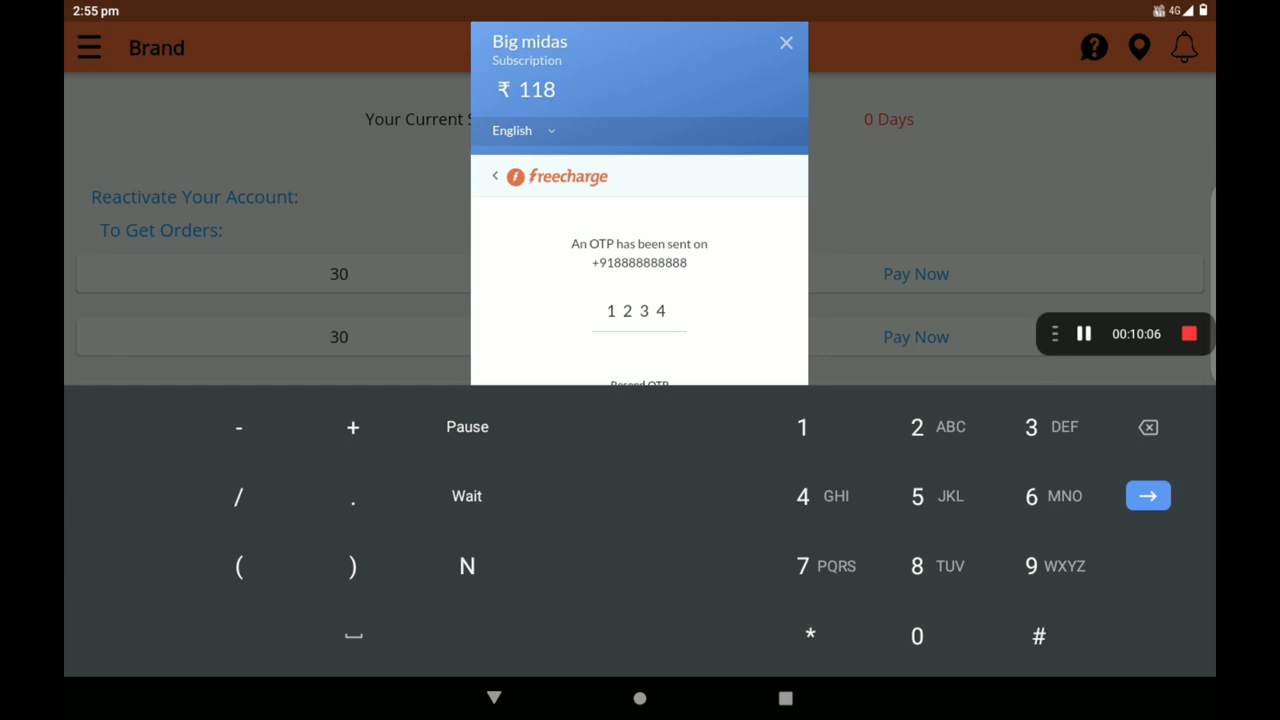 2:55 pm
4G
Brand
Big midas
Subscription
₹ 118
English
Your Current
0 Days
freecharge
Reactivate Your Account:
To Get Orders:
An OTP has been sent on
+918888888888
30
Pay Now
1 2 3 4
30
Pay Now
00:10:06
Resend OTP
- + Pause 1 2 ABC 3 DEF
/ . Wait 4 GHI 5 JKL 6 MNO
( ) N 7 PQRS 8 TUV 9 WXYZ
* 0 #